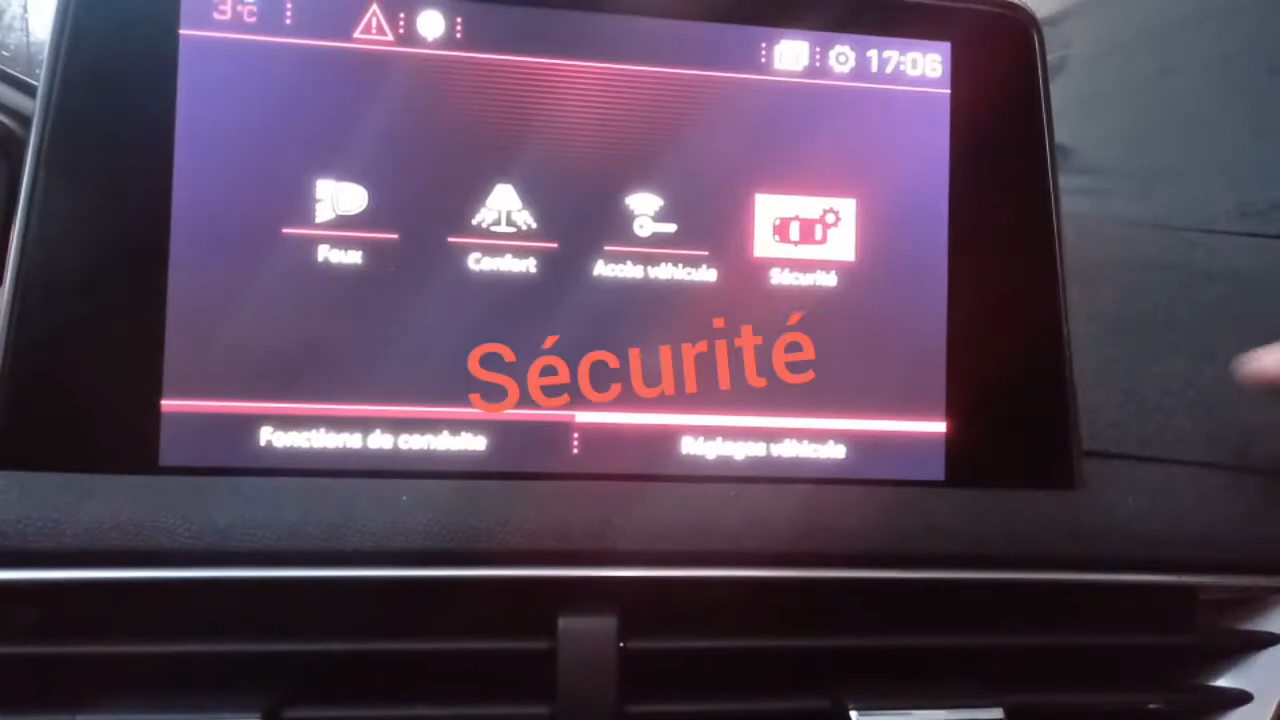 3°C
17:06
Feux
Confort
Accès véhicule
Sécurité
Sécurité
Fonctions de conduite
Réglages véhicule